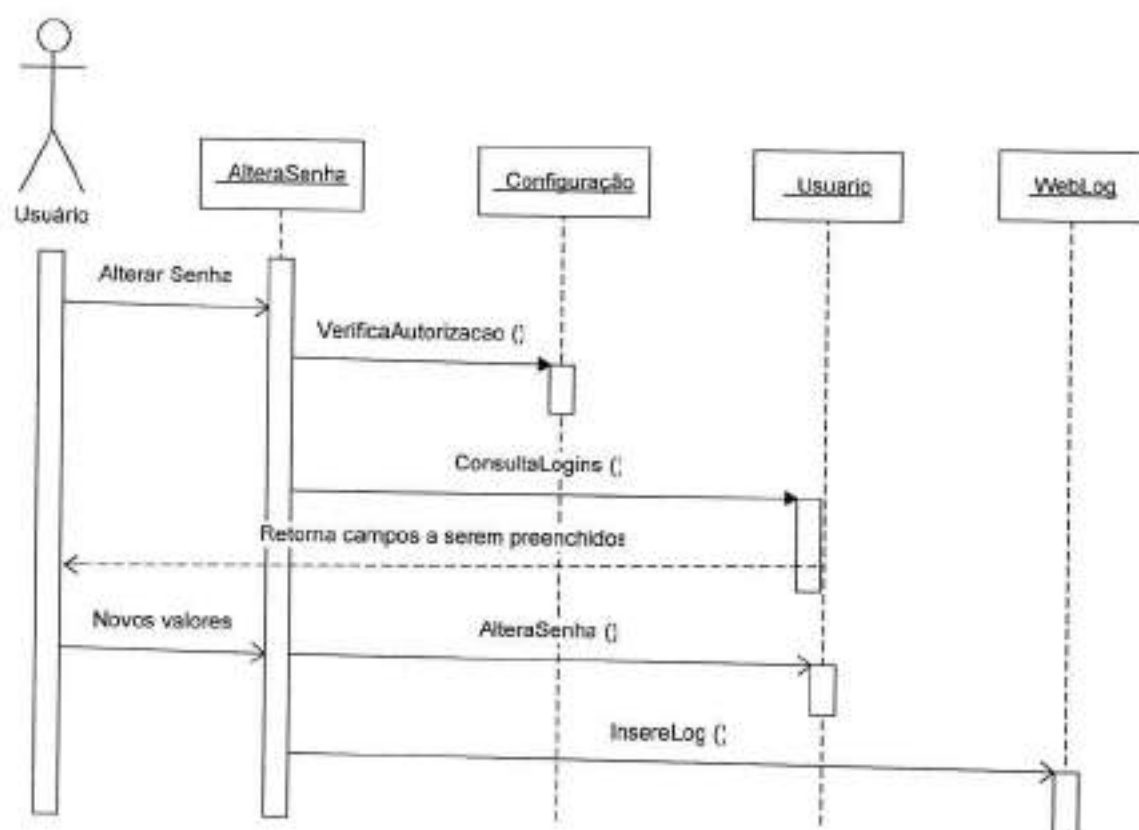 Usuário
AlteraSenha
Configuração
Usuario
WebLog
Alterar Senha
VerificaAutorizacao ()
ConsultaLogins ()
Retorna campos a serem preenchidos
Novos valores
AlteraSenha ()
InsereLog ()